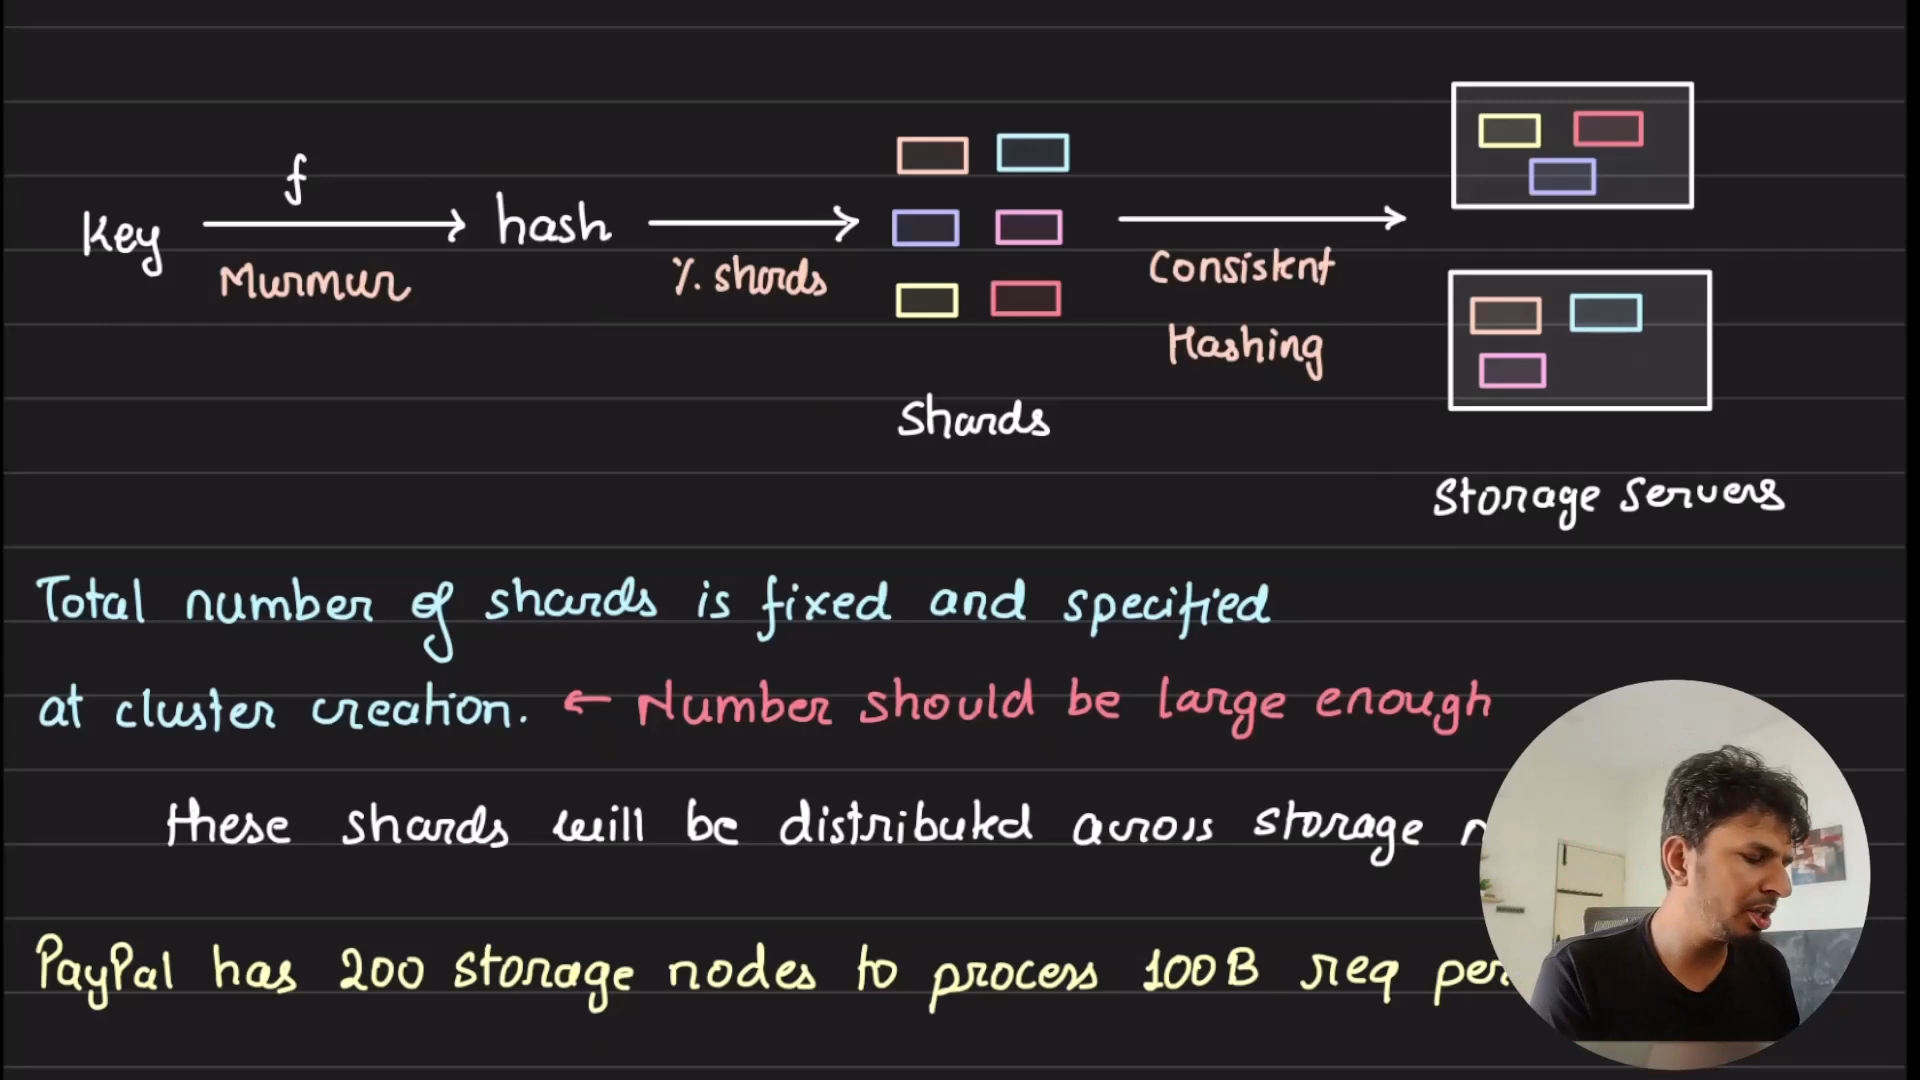 f
Key
Murmur
hash
% shards
Shards
Consistent
Hashing
Storage Servers
Total number of shards is fixed and specified
at cluster creation. ← Number should be large enough
these shards will be distributed across storage
PayPal has 200 storage nodes to process 100B req per